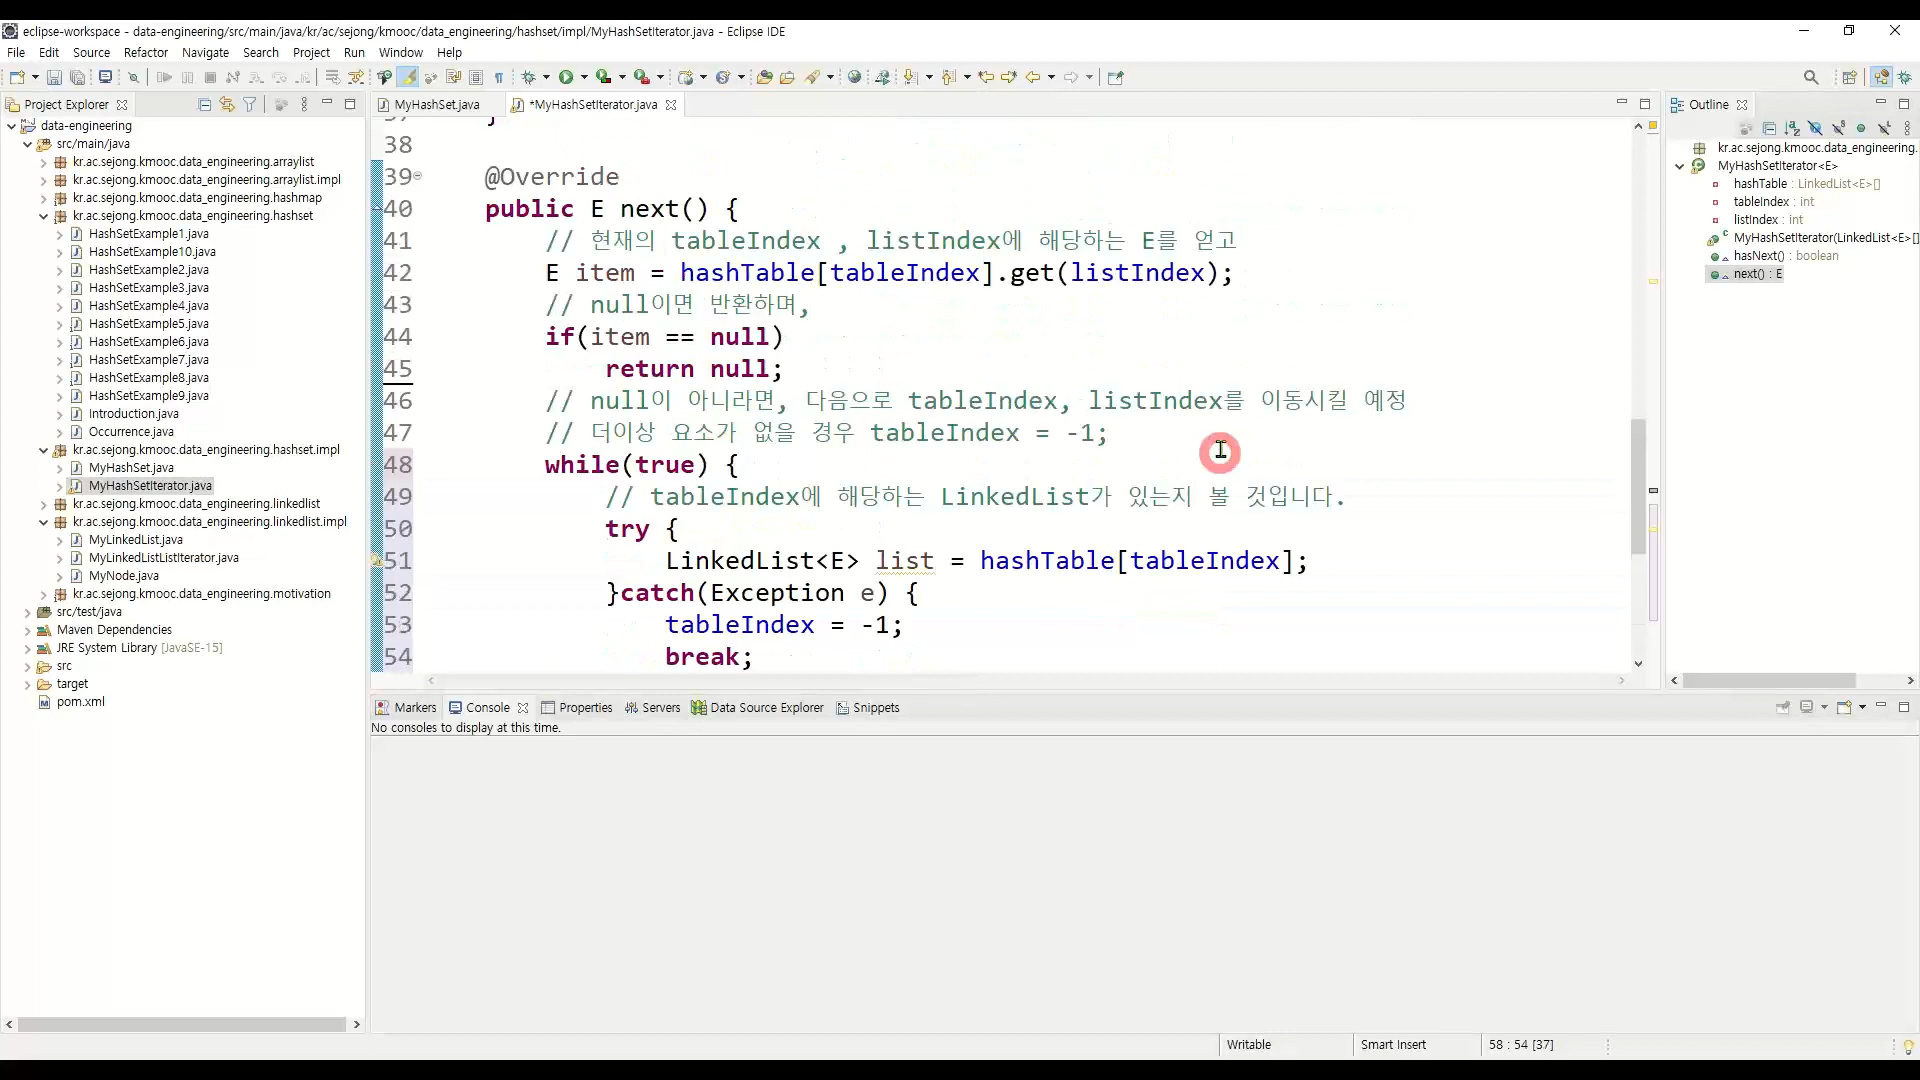 eclipse-workspace - data-engineering/src/main/java/kr/ac/sejong/kmooc/data_engineering/hashset/impl/MyHashSetIterator.java - Eclipse IDE
File Edit Source Refactor Navigate Search Project Run Window Help
Project Explorer
data-engineering
src/main/java
kr.ac.sejong.kmooc.data_engineering.arraylist
kr.ac.sejong.kmooc.data_engineering.arraylist.impl
kr.ac.sejong.kmooc.data_engineering.hashmap
kr.ac.sejong.kmooc.data_engineering.hashset
HashSetExample1.java
HashSetExample10.java
HashSetExample2.java
HashSetExample3.java
HashSetExample4.java
HashSetExample5.java
HashSetExample6.java
HashSetExample7.java
HashSetExample8.java
HashSetExample9.java
Introduction.java
Occurrence.java
kr.ac.sejong.kmooc.data_engineering.hashset.impl
MyHashSet.java
MyHashSetIterator.java
kr.ac.sejong.kmooc.data_engineering.linkedlist
kr.ac.sejong.kmooc.data_engineering.linkedlist.impl
MyLinkedList.java
MyLinkedListListIterator.java
MyNode.java
kr.ac.sejong.kmooc.data_engineering.motivation
src/test/java
Maven Dependencies
JRE System Library [JavaSE-15]
src
target
pom.xml
MyHashSet.java *MyHashSetIterator.java
38
39 @Override
40 public E next() {
41 // 현재의 tableIndex , listIndex에 해당하는 E를 얻고
42 E item = hashTable[tableIndex].get(listIndex);
43 // null이면 반환하며,
44 if(item == null)
45 return null;
46 // null이 아니라면, 다음으로 tableIndex, listIndex를 이동시킬 예정
47 // 더이상 요소가 없을 경우 tableIndex = -1;
48 while(true) {
49 // tableIndex에 해당하는 LinkedList가 있는지 볼 것입니다.
50 try {
51 LinkedList<E> list = hashTable[tableIndex];
52 }catch(Exception e) {
53 tableIndex = -1;
54 break;
Outline
kr.ac.sejong.kmooc.data_engineering.
MyHashSetIterator<E>
hashTable : LinkedList<E>[]
tableIndex : int
listIndex : int
MyHashSetIterator(LinkedList<E>[]
hasNext() : boolean
next() : E
Markers Console Properties Servers Data Source Explorer Snippets
No consoles to display at this time.
Writable Smart Insert 58 : 54 [37]